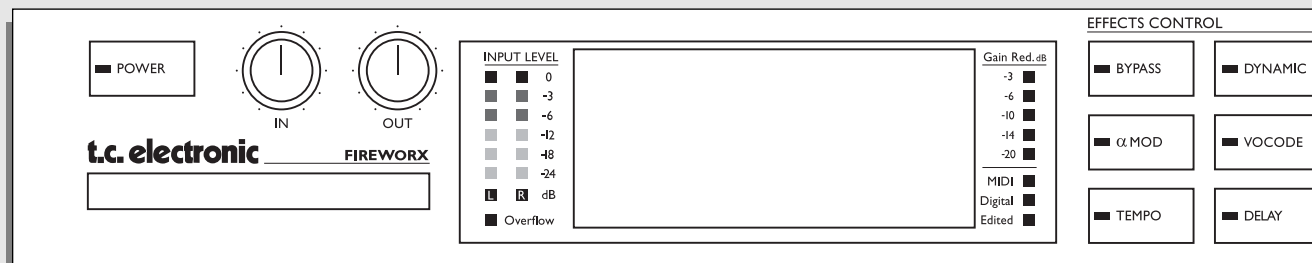 POWER
IN
OUT
t.c. electronic
FIREWORX
INPUT LEVEL
0
-3
-6
-12
-18
-24
L R dB
Overflow
Gain Red. dB
-3
-6
-10
-14
-20
MIDI
Digital
Edited
EFFECTS CONTROL
BYPASS
DYNAMIC
α MOD
VOCODE
TEMPO
DELAY